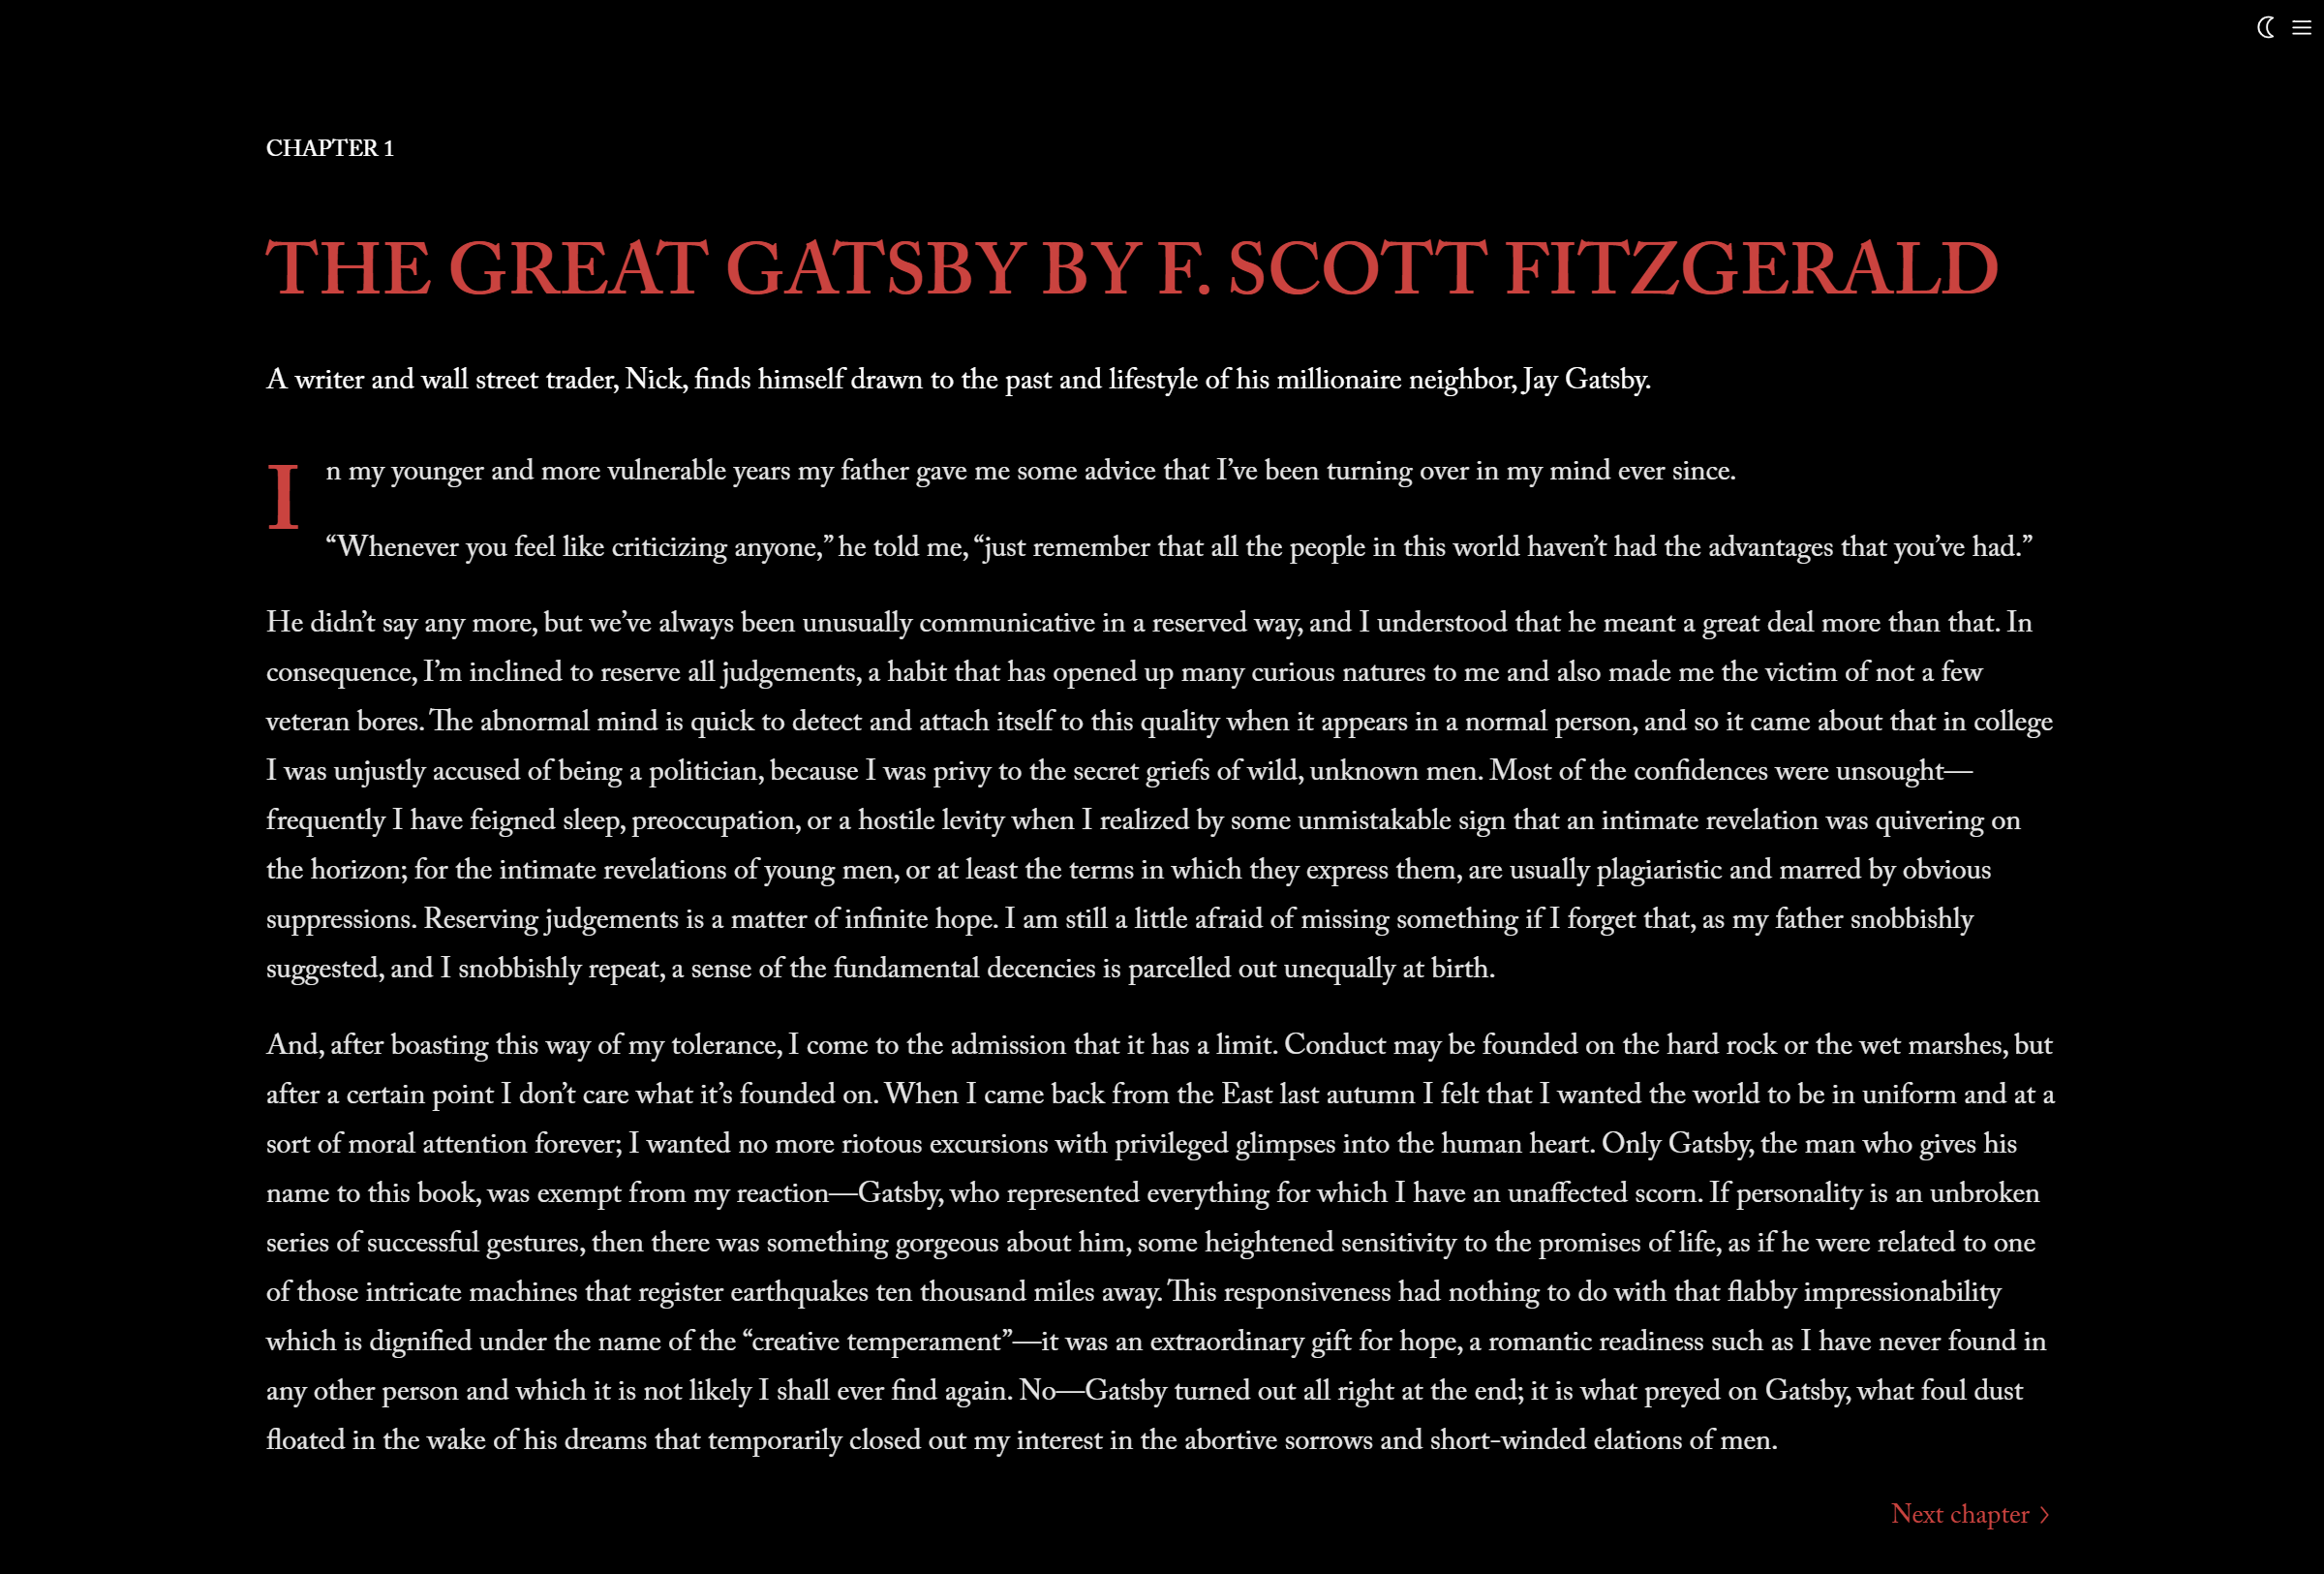 CHAPTER 1
THE GREAT GATSBY BY F. SCOTT FITZGERALD
A writer and wall street trader, Nick, finds himself drawn to the past and lifestyle of his millionaire neighbor, Jay Gatsby.
In my younger and more vulnerable years my father gave me some advice that I’ve been turning over in my mind ever since.
“Whenever you feel like criticizing anyone,” he told me, “just remember that all the people in this world haven’t had the advantages that you’ve had.”
He didn’t say any more, but we’ve always been unusually communicative in a reserved way, and I understood that he meant a great deal more than that. In
consequence, I’m inclined to reserve all judgements, a habit that has opened up many curious natures to me and also made me the victim of not a few
veteran bores. The abnormal mind is quick to detect and attach itself to this quality when it appears in a normal person, and so it came about that in college
I was unjustly accused of being a politician, because I was privy to the secret griefs of wild, unknown men. Most of the confidences were unsought—
frequently I have feigned sleep, preoccupation, or a hostile levity when I realized by some unmistakable sign that an intimate revelation was quivering on
the horizon; for the intimate revelations of young men, or at least the terms in which they express them, are usually plagiaristic and marred by obvious
suppressions. Reserving judgements is a matter of infinite hope. I am still a little afraid of missing something if I forget that, as my father snobbishly
suggested, and I snobbishly repeat, a sense of the fundamental decencies is parcelled out unequally at birth.
And, after boasting this way of my tolerance, I come to the admission that it has a limit. Conduct may be founded on the hard rock or the wet marshes, but
after a certain point I don’t care what it’s founded on. When I came back from the East last autumn I felt that I wanted the world to be in uniform and at a
sort of moral attention forever; I wanted no more riotous excursions with privileged glimpses into the human heart. Only Gatsby, the man who gives his
name to this book, was exempt from my reaction—Gatsby, who represented everything for which I have an unaffected scorn. If personality is an unbroken
series of successful gestures, then there was something gorgeous about him, some heightened sensitivity to the promises of life, as if he were related to one
of those intricate machines that register earthquakes ten thousand miles away. This responsiveness had nothing to do with that flabby impressionability
which is dignified under the name of the “creative temperament”—it was an extraordinary gift for hope, a romantic readiness such as I have never found in
any other person and which it is not likely I shall ever find again. No—Gatsby turned out all right at the end; it is what preyed on Gatsby, what foul dust
floated in the wake of his dreams that temporarily closed out my interest in the abortive sorrows and short-winded elations of men.
Next chapter